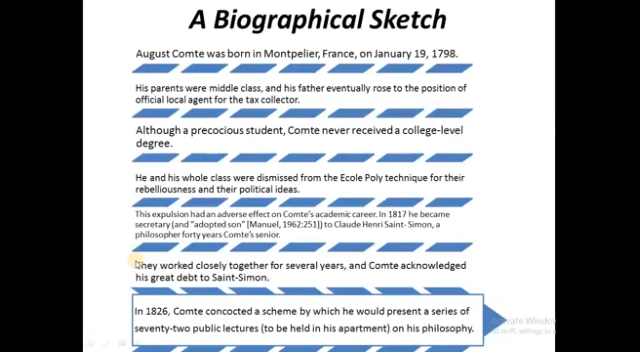 A Biographical Sketch
August Comte was born in Montpelier, France, on January 19, 1798.
His parents were middle class, and his father eventually rose to the position of
official local agent for the tax collector.
Although a precocious student, Comte never received a college-level
degree.
He and his whole class were dismissed from the Ecole Poly technique for their
rebelliousness and their political ideas.
This expulsion had an adverse effect on Comte's academic career. In 1817 he became
secretary (and "adopted son" [Manuel, 1962:251]) to Claude Henri Saint- Simon, a
philosopher forty years Comte's senior.
They worked closely together for several years, and Comte acknowledged
his great debt to Saint-Simon.
In 1826, Comte concocted a scheme by which he would present a series of
seventy-two public lectures (to be held in his apartment) on his philosophy.
Activate Window
to PC settings to